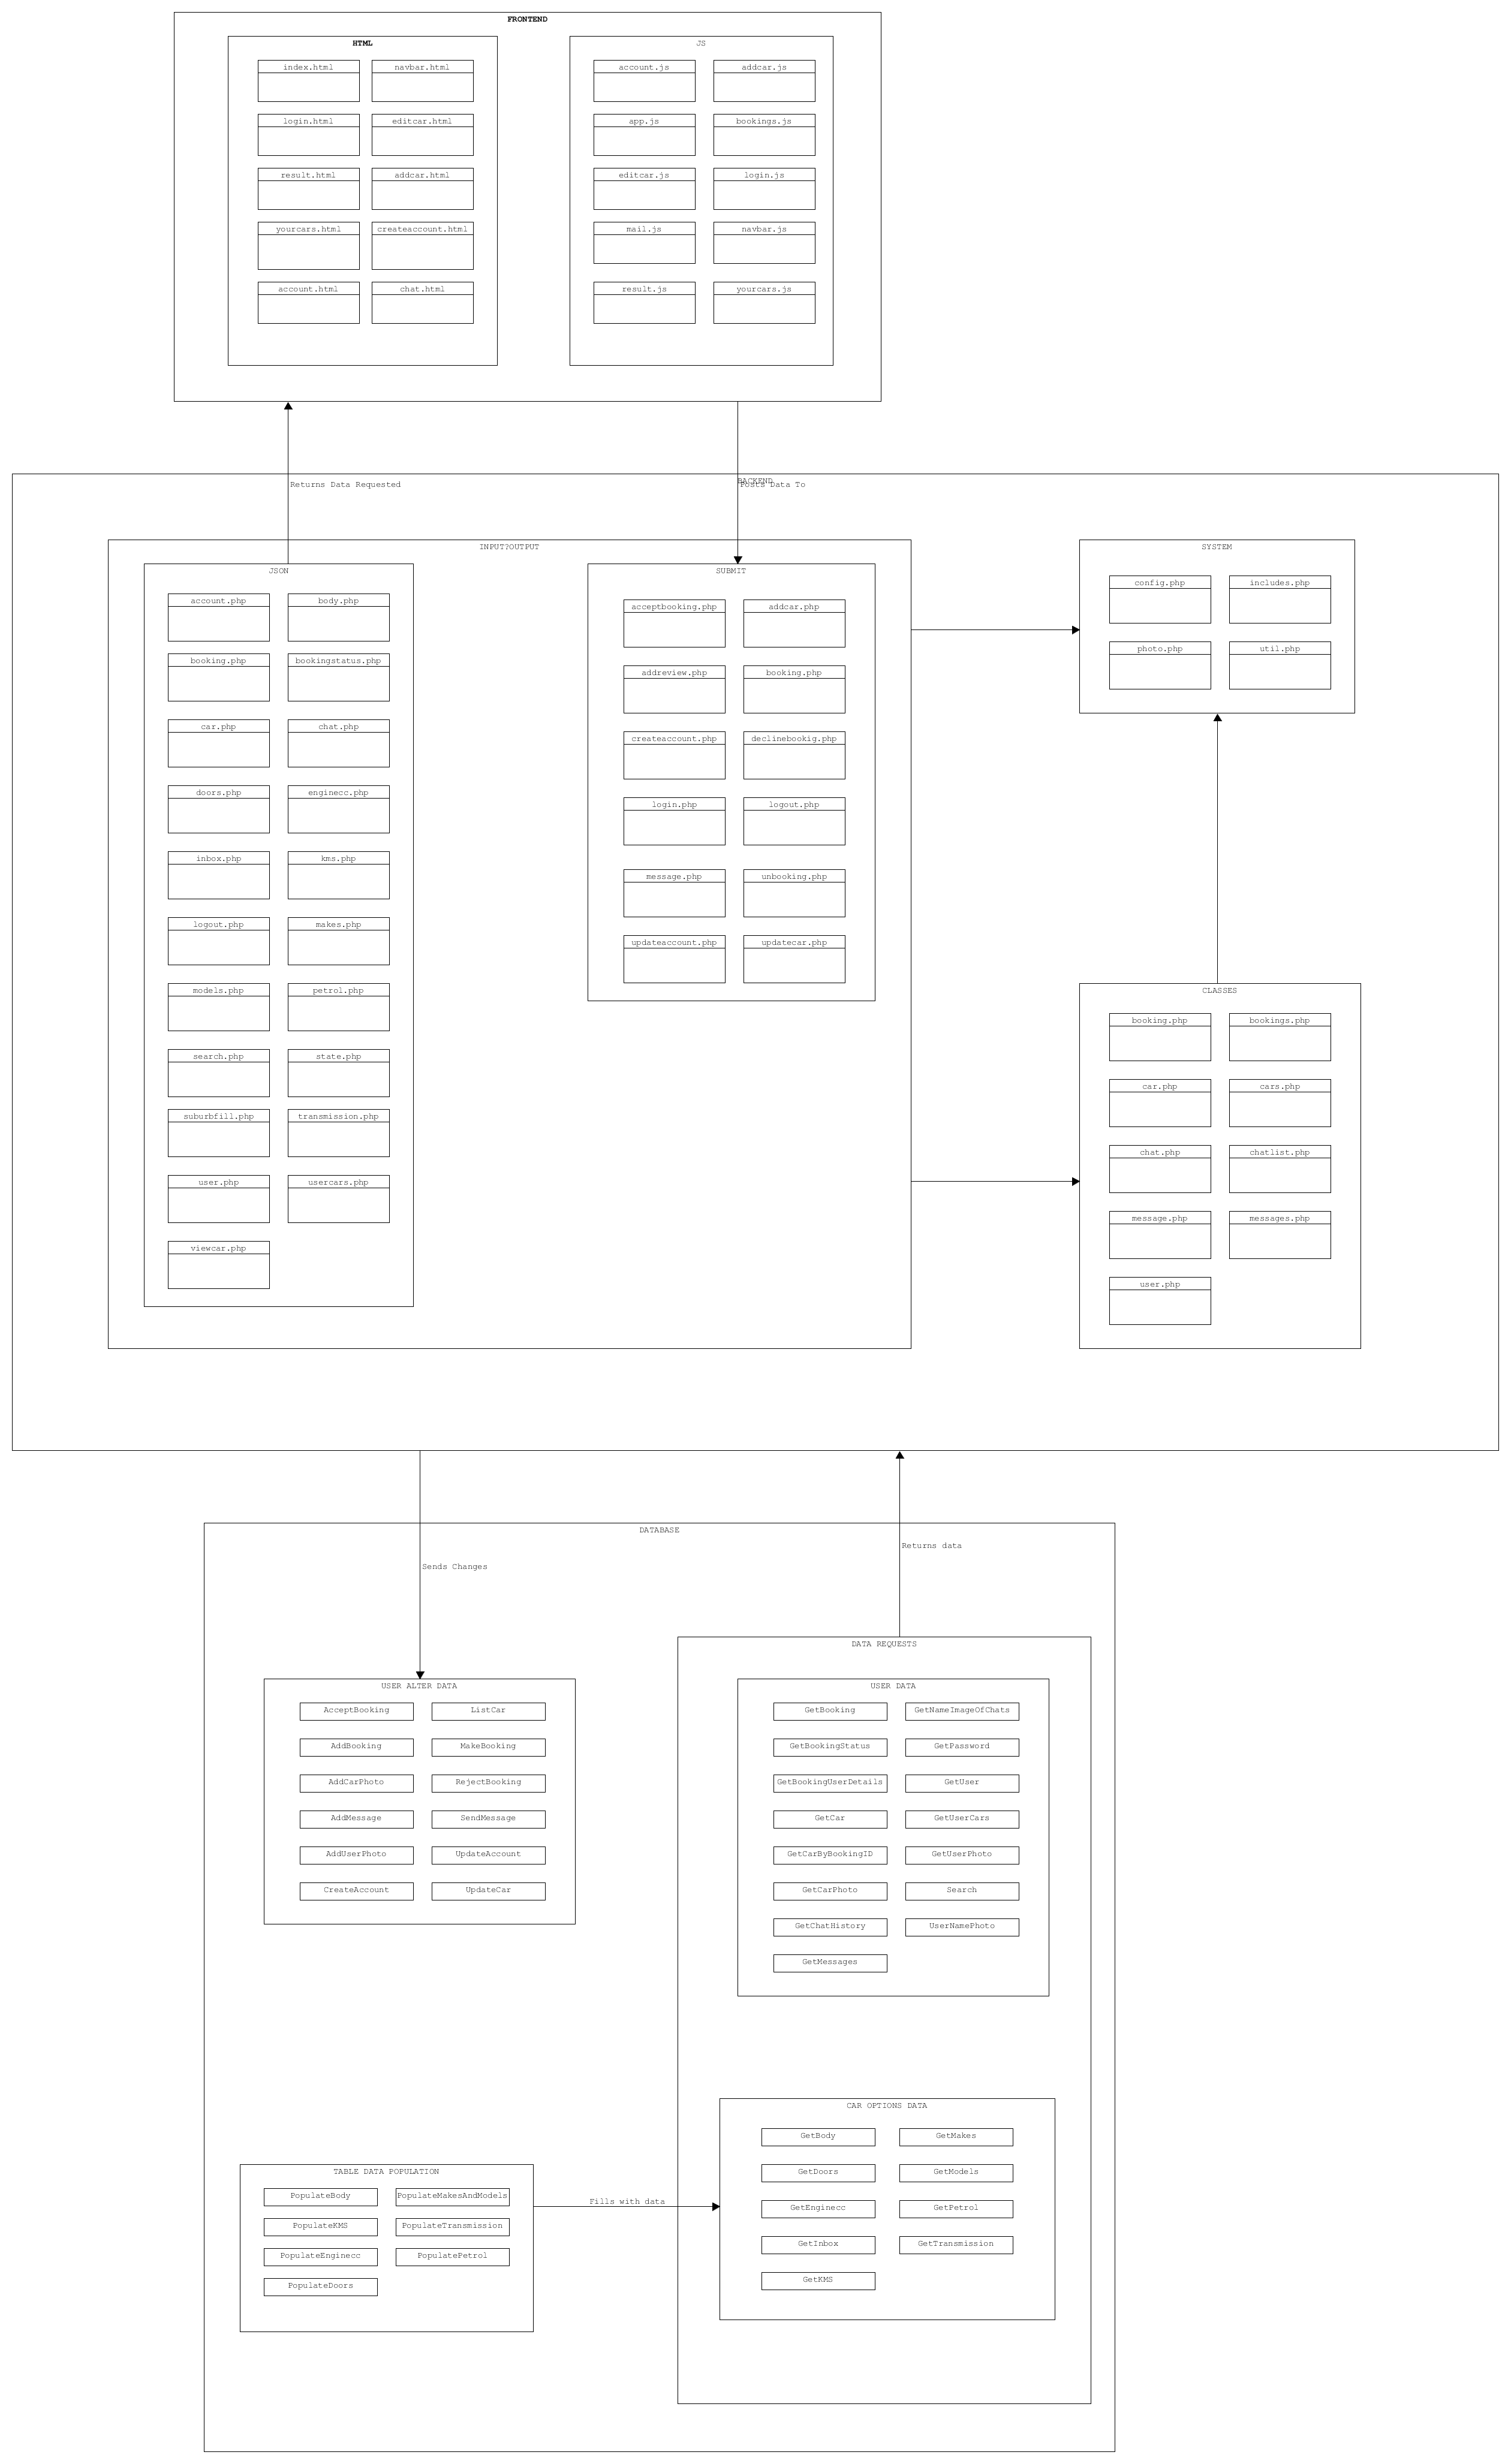 FRONTEND
HTML
index.html
navbar.html
login.html
editcar.html
result.html
addcar.html
yourcars.html
createaccount.html
account.html
chat.html
JS
account.js
addcar.js
app.js
bookings.js
editcar.js
login.js
mail.js
navbar.js
result.js
yourcars.js
BACKEND
Returns Data Requested
Posts Data To
INPUT?OUTPUT
JSON
account.php
body.php
booking.php
bookingstatus.php
car.php
chat.php
doors.php
enginecc.php
inbox.php
kms.php
logout.php
makes.php
models.php
petrol.php
search.php
state.php
suburbfill.php
transmission.php
user.php
usercars.php
viewcar.php
SUBMIT
acceptbooking.php
addcar.php
addreview.php
booking.php
createaccount.php
declinebookig.php
login.php
logout.php
message.php
unbooking.php
updateaccount.php
updatecar.php
SYSTEM
config.php
includes.php
photo.php
util.php
CLASSES
booking.php
bookings.php
car.php
cars.php
chat.php
chatlist.php
message.php
messages.php
user.php
DATABASE
Sends Changes
Returns data
USER ALTER DATA
AcceptBooking
ListCar
AddBooking
MakeBooking
AddCarPhoto
RejectBooking
AddMessage
SendMessage
AddUserPhoto
UpdateAccount
CreateAccount
UpdateCar
DATA REQUESTS
USER DATA
GetBooking
GetNameImageOfChats
GetBookingStatus
GetPassword
GetBookingUserDetails
GetUser
GetCar
GetUserCars
GetCarByBookingID
GetUserPhoto
GetCarPhoto
Search
GetChatHistory
UserNamePhoto
GetMessages
TABLE DATA POPULATION
PopulateBody
PopulateMakesAndModels
PopulateKMS
PopulateTransmission
PopulateEnginecc
PopulatePetrol
PopulateDoors
Fills with data
CAR OPTIONS DATA
GetBody
GetMakes
GetDoors
GetModels
GetEnginecc
GetPetrol
GetInbox
GetTransmission
GetKMS